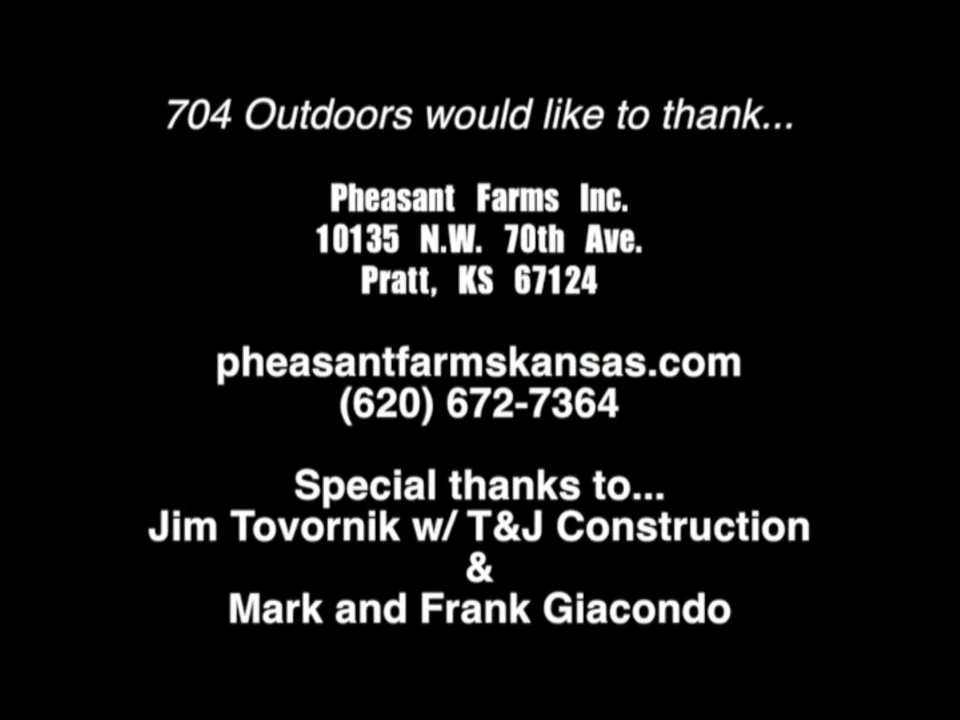 704 Outdoors would like to thank...
Pheasant Farms Inc.
10135 N.W. 70th Ave.
Pratt, KS 67124
pheasantfarmskansas.com
(620) 672-7364
Special thanks to...
Jim Tovornik w/ T&J Construction
&
Mark and Frank Giacondo